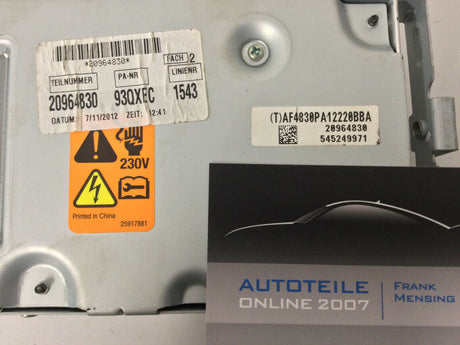 *20964830*
FACH 2
TEILNUMMER PA-NR LINIENR
20964830 93QXEC 1543
DATUM: 7/11/2012 ZEIT: 12:41
230V
Printed in China
25917881
(T)AF4830PA12220BBA
20964830
545249971
AUTOTEILE
ONLINE 2007
FRANK
MENSING